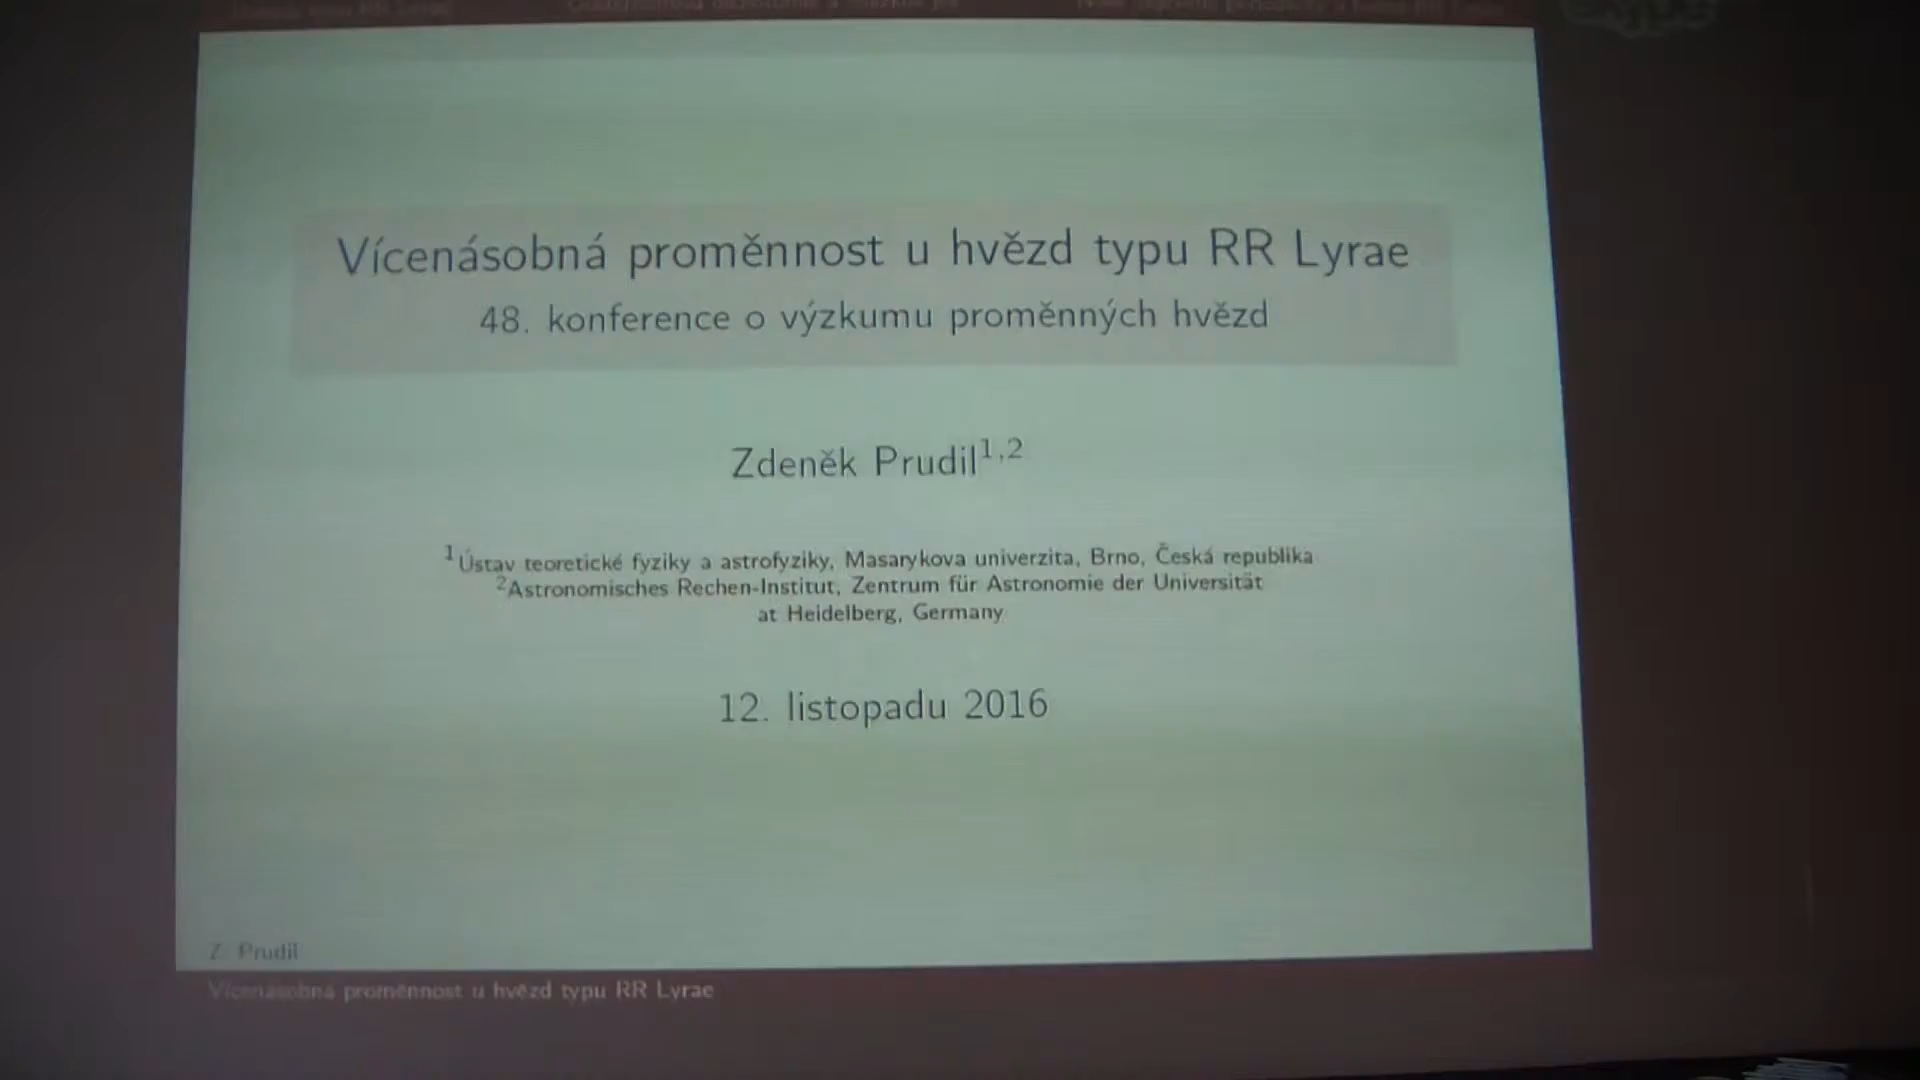 Vícenásobná proměnnost u hvězd typu RR Lyrae
48. konference o výzkumu proměnných hvězd
Zdeněk Prudil1,2
1Ústav teoretické fyziky a astrofyziky, Masarykova univerzita, Brno, Česká republika
2Astronomisches Rechen-Institut, Zentrum für Astronomie der Universität
at Heidelberg, Germany
12. listopadu 2016
Z. Prudil
Vícenásobná proměnnost u hvězd typu RR Lyrae